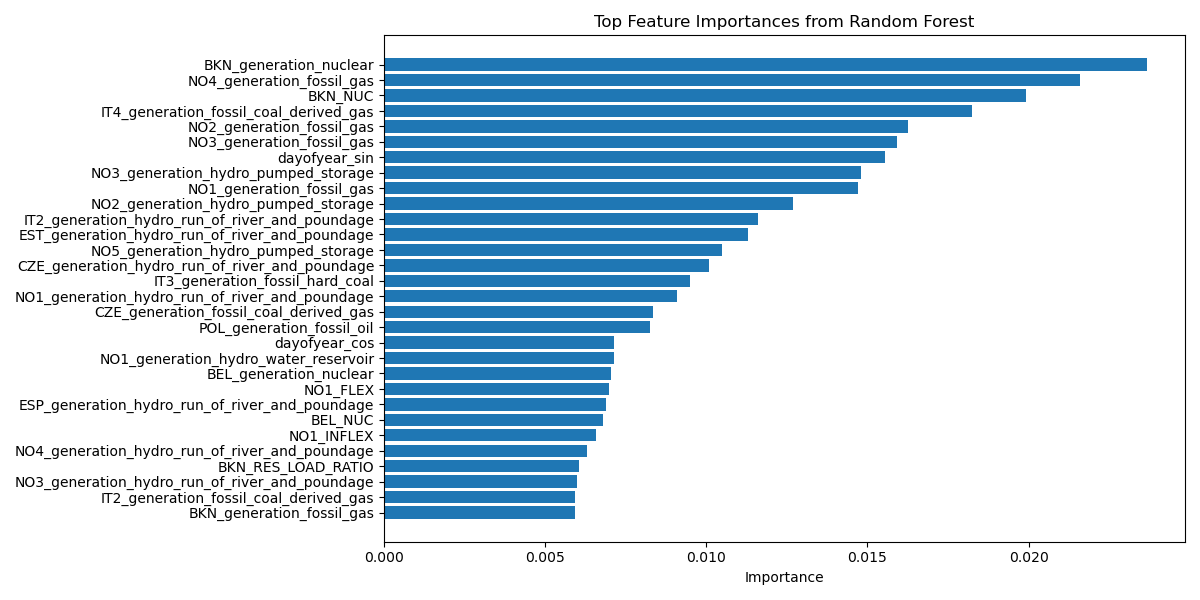 Top Feature Importances from Random Forest
BKN_generation_nuclear
NO4_generation_fossil_gas
BKN_NUC
IT4_generation_fossil_coal_derived_gas
NO2_generation_fossil_gas
NO3_generation_fossil_gas
dayofyear_sin
NO3_generation_hydro_pumped_storage
NO1_generation_fossil_gas
NO2_generation_hydro_pumped_storage
IT2_generation_hydro_run_of_river_and_poundage
EST_generation_hydro_run_of_river_and_poundage
NO5_generation_hydro_pumped_storage
CZE_generation_hydro_run_of_river_and_poundage
IT3_generation_fossil_hard_coal
NO1_generation_hydro_run_of_river_and_poundage
CZE_generation_fossil_coal_derived_gas
POL_generation_fossil_oil
dayofyear_cos
NO1_generation_hydro_water_reservoir
BEL_generation_nuclear
NO1_FLEX
ESP_generation_hydro_run_of_river_and_poundage
BEL_NUC
NO1_INFLEX
NO4_generation_hydro_run_of_river_and_poundage
BKN_RES_LOAD_RATIO
NO3_generation_hydro_run_of_river_and_poundage
IT2_generation_fossil_coal_derived_gas
BKN_generation_fossil_gas
0.000 0.005 0.010 0.015 0.020
Importance